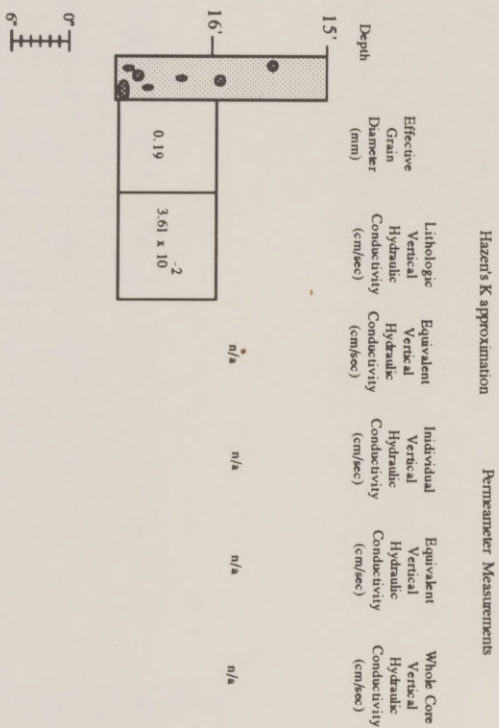 Hazen's K approximation
Permeameter Measurements
Depth
Effective
Grain
Diameter
(mm)
Lithologic
Vertical
Hydraulic
Conductivity
(cm/sec)
Equivalent
Vertical
Hydraulic
Conductivity
(cm/sec)
Inidividual
Vertical
Hydraulic
Conductivity
(cm/sec)
Equivalent
Vertical
Hydraulic
Conductivity
(cm/sec)
Whole Core
Vertical
Hydraulic
Conductivity
(cm/sec)
15'
16'
0.19
3.61 x 10 -2
n/a
n/a
n/a
n/a
0"
6"